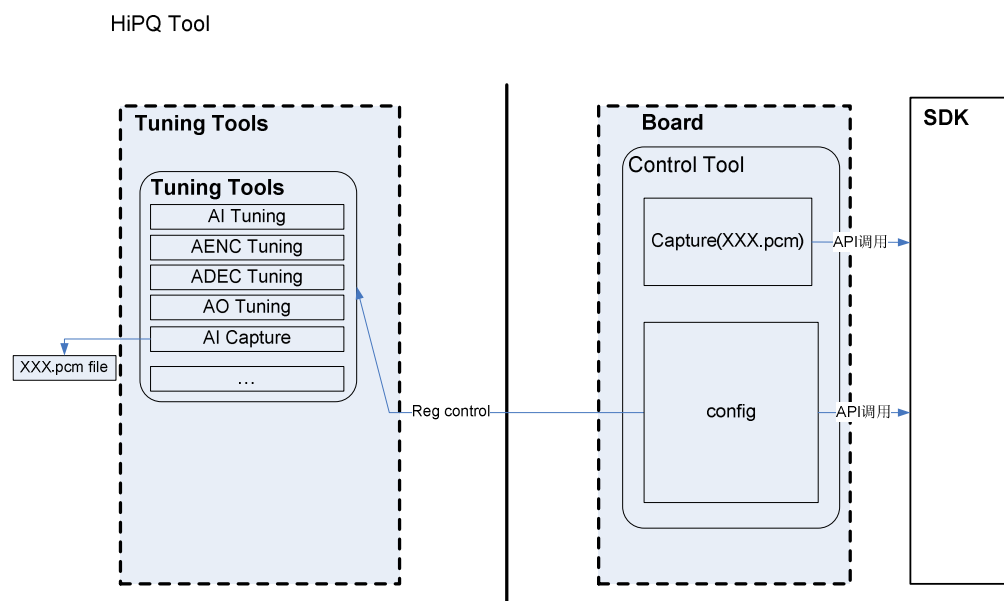 HiPQ Tool
Tuning Tools
Tuning Tools
AI Tuning
AENC Tuning
ADEC Tuning
AO Tuning
AI Capture
...
XXX.pcm file
Reg control
Board
Control Tool
Capture(XXX.pcm)
API调用
config
API调用
SDK